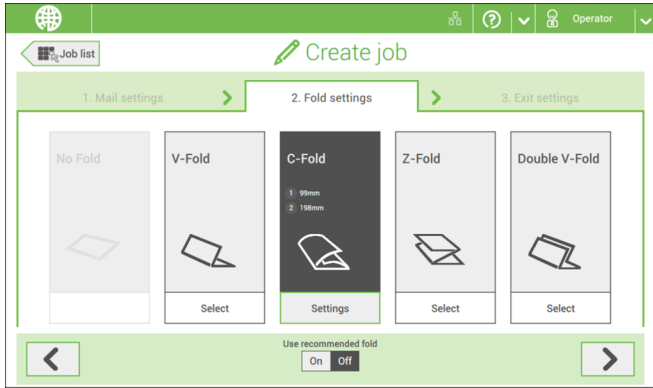 Operator
Job list
Create job
1. Mail settings
2. Fold settings
3. Exit settings
No Fold
V-Fold
C-Fold
Z-Fold
Double V-Fold
1 99mm
2 198mm
Select
Settings
Select
Select
Use recommended fold
On Off